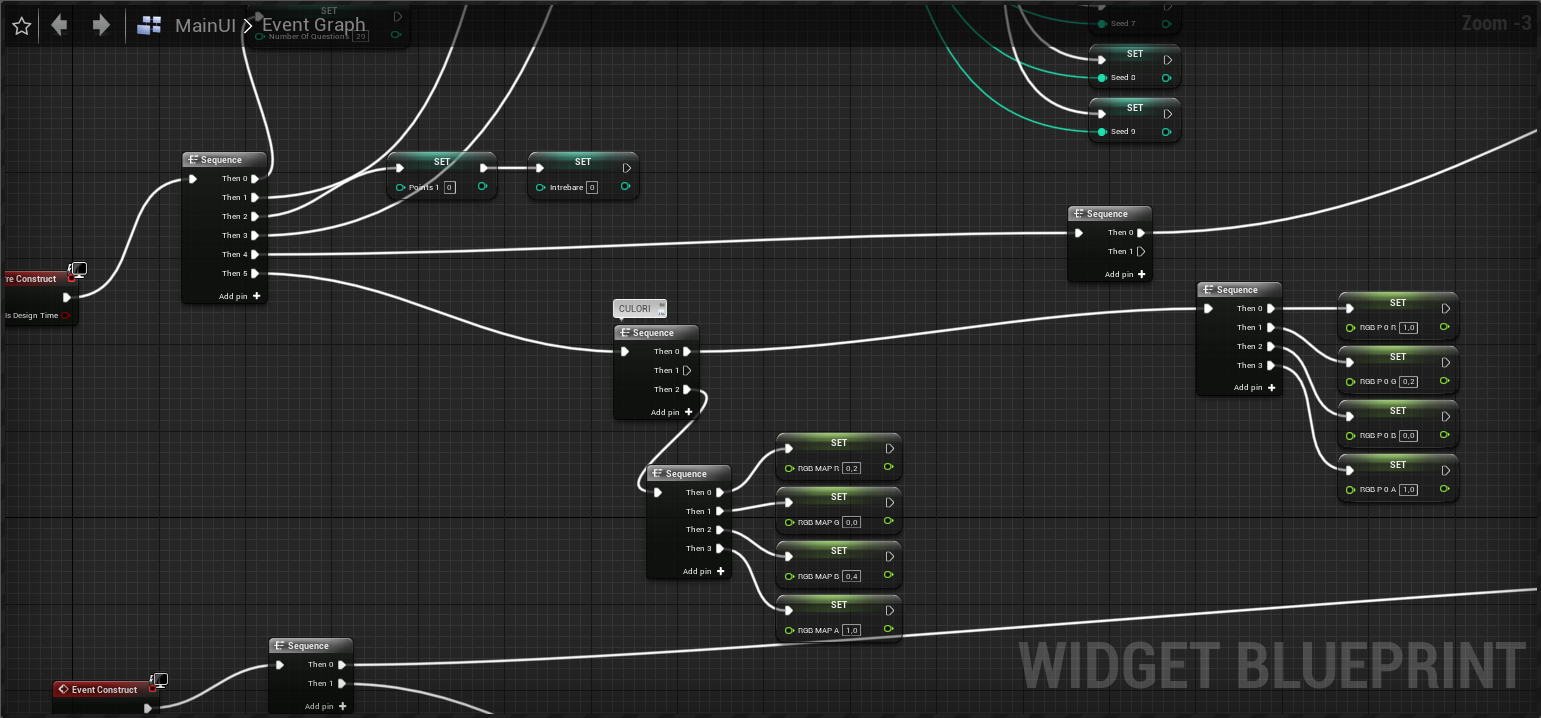 SET
MainUI > Event Graph
Number Of Questions 20
Zoom -3
Seed 7
SET
Seed 8
SET
Seed 9
Sequence
Then 0
Then 1
Then 2
Then 3
Then 4
Then 5
Add pin
SET
Points 1 0
SET
Intrebare 0
re Construct
Is Design Time
Sequence
Then 0
Then 1
Add pin
CULORI
Sequence
Then 0
Then 1
Then 2
Add pin
Sequence
Then 0
Then 1
Then 2
Then 3
Add pin
SET
RGB P 0 R 1,0
SET
RGB P 0 G 0,2
SET
RGB P 0 B 0,0
SET
RGB P 0 A 1,0
Sequence
Then 0
Then 1
Then 2
Then 3
Add pin
SET
RGB MAP R 0,2
SET
RGB MAP G 0,0
SET
RGB MAP B 0,4
SET
RGB MAP A 1,0
Sequence
Then 0
Then 1
Add pin
Event Construct
WIDGET BLUEPRINT